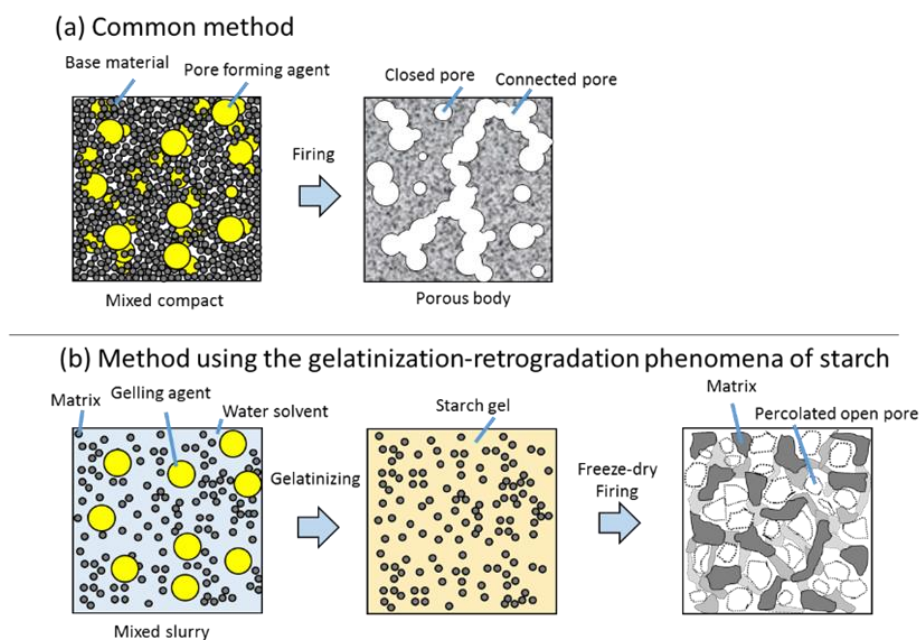 (a) Common method
Base material
Pore forming agent
Closed pore
Connected pore
Firing
Mixed compact
Porous body
(b) Method using the gelatinization-retrogradation phenomena of starch
Matrix
Gelling agent
Water solvent
Starch gel
Matrix
Percolated open pore
Gelatinizing
Freeze-dry
Firing
Mixed slurry